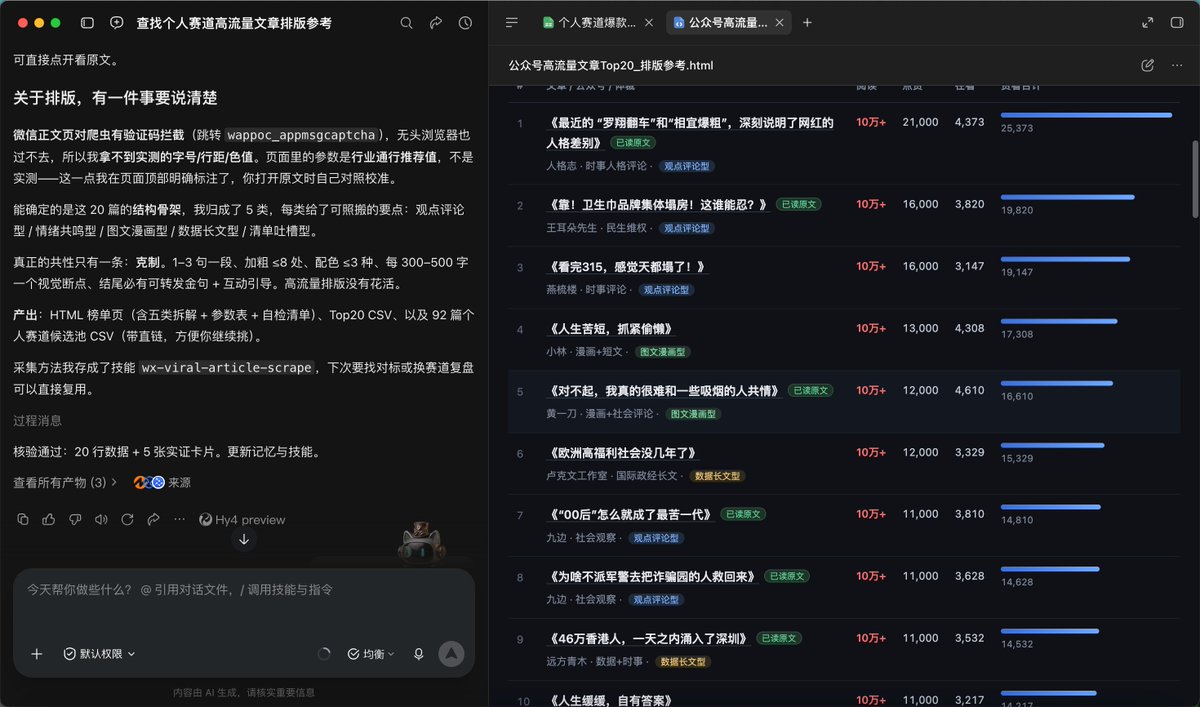 查找个人赛道高流量文章排版参考
可直接点开看原文。
关于排版，有一件事要说清楚
微信正文页对爬虫有验证码拦截（跳转 wappoc_appmsgcaptcha），无头浏览器也
过不去，所以我拿不到实测的字号/行距/色值。页面里的参数是行业通行推荐值，不是
实测——这一点我在页面顶部明确标注了，你打开原文时自己对照校准。
能确定的是这 20 篇的结构骨架，我归成了 5 类，每类给了可照搬的要点：观点评论
型 / 情绪共鸣型 / 图文漫画型 / 数据长文型 / 清单吐槽型。
真正的共性只有一条：克制。1–3 句一段、加粗 ≤8 处、配色 ≤3 种、每 300–500 字
一个视觉断点、结尾必有可转发金句 + 互动引导。高流量排版没有花活。
产出：HTML 榜单页（含五类拆解 + 参数表 + 自检清单）、Top20 CSV、以及 92 篇个
人赛道候选池 CSV（带直链，方便你继续挑）。
采集方法我存成了技能 wx-viral-article-scrape，下次要找对标或换赛道复盘
可以直接复用。
过程消息
核验通过：20 行数据 + 5 张实证卡片。更新记忆与技能。
查看所有产物 (3) >
来源
Hy4 preview
今天帮你做些什么？ @ 引用对话文件，/ 调用技能与指令
默认权限
均衡
内容由 AI 生成，请核实重要信息
个人赛道爆款...
公众号高流量...
公众号高流量文章Top20_排版参考.html
# 文章 / 公众号 / 体裁 阅读 点赞 在看 赞看合计
1 《最近的 “罗翔翻车”和“相宜爆粗”，深刻说明了网红的 10万+ 21,000 4,373
人格差别》 已读原文 25,373
人格志 · 时事人格评论 · 观点评论型
2 《靠！卫生巾品牌集体塌房！这谁能忍？》 已读原文 10万+ 16,000 3,820 19,820
王耳朵先生 · 民生维权 · 观点评论型
3 《看完315，感觉天都塌了！》 10万+ 16,000 3,147 19,147
燕梳楼 · 时事评论 · 观点评论型
4 《人生苦短，抓紧偷懒》 10万+ 13,000 4,308 17,308
小林 · 漫画+短文 · 图文漫画型
5 《对不起，我真的很难和一些吸烟的人共情》 已读原文 10万+ 12,000 4,610 16,610
黄一刀 · 漫画+社会评论 · 图文漫画型
6 《欧洲高福利社会没几年了》 10万+ 12,000 3,329 15,329
卢克文工作室 · 国际政经长文 · 数据长文型
7 《“00后”怎么就成了最苦一代》 已读原文 10万+ 11,000 3,810 14,810
九边 · 社会观察 · 观点评论型
8 《为啥不派军警去把诈骗园的人救回来》 已读原文 10万+ 11,000 3,628 14,628
九边 · 社会观察 · 观点评论型
9 《46万香港人，一天之内涌入了深圳》 已读原文 10万+ 11,000 3,532 14,532
远方青木 · 数据+时事 · 数据长文型
10 《人生缓缓，自有答案》 10万+ 11,000 3,217 14,217